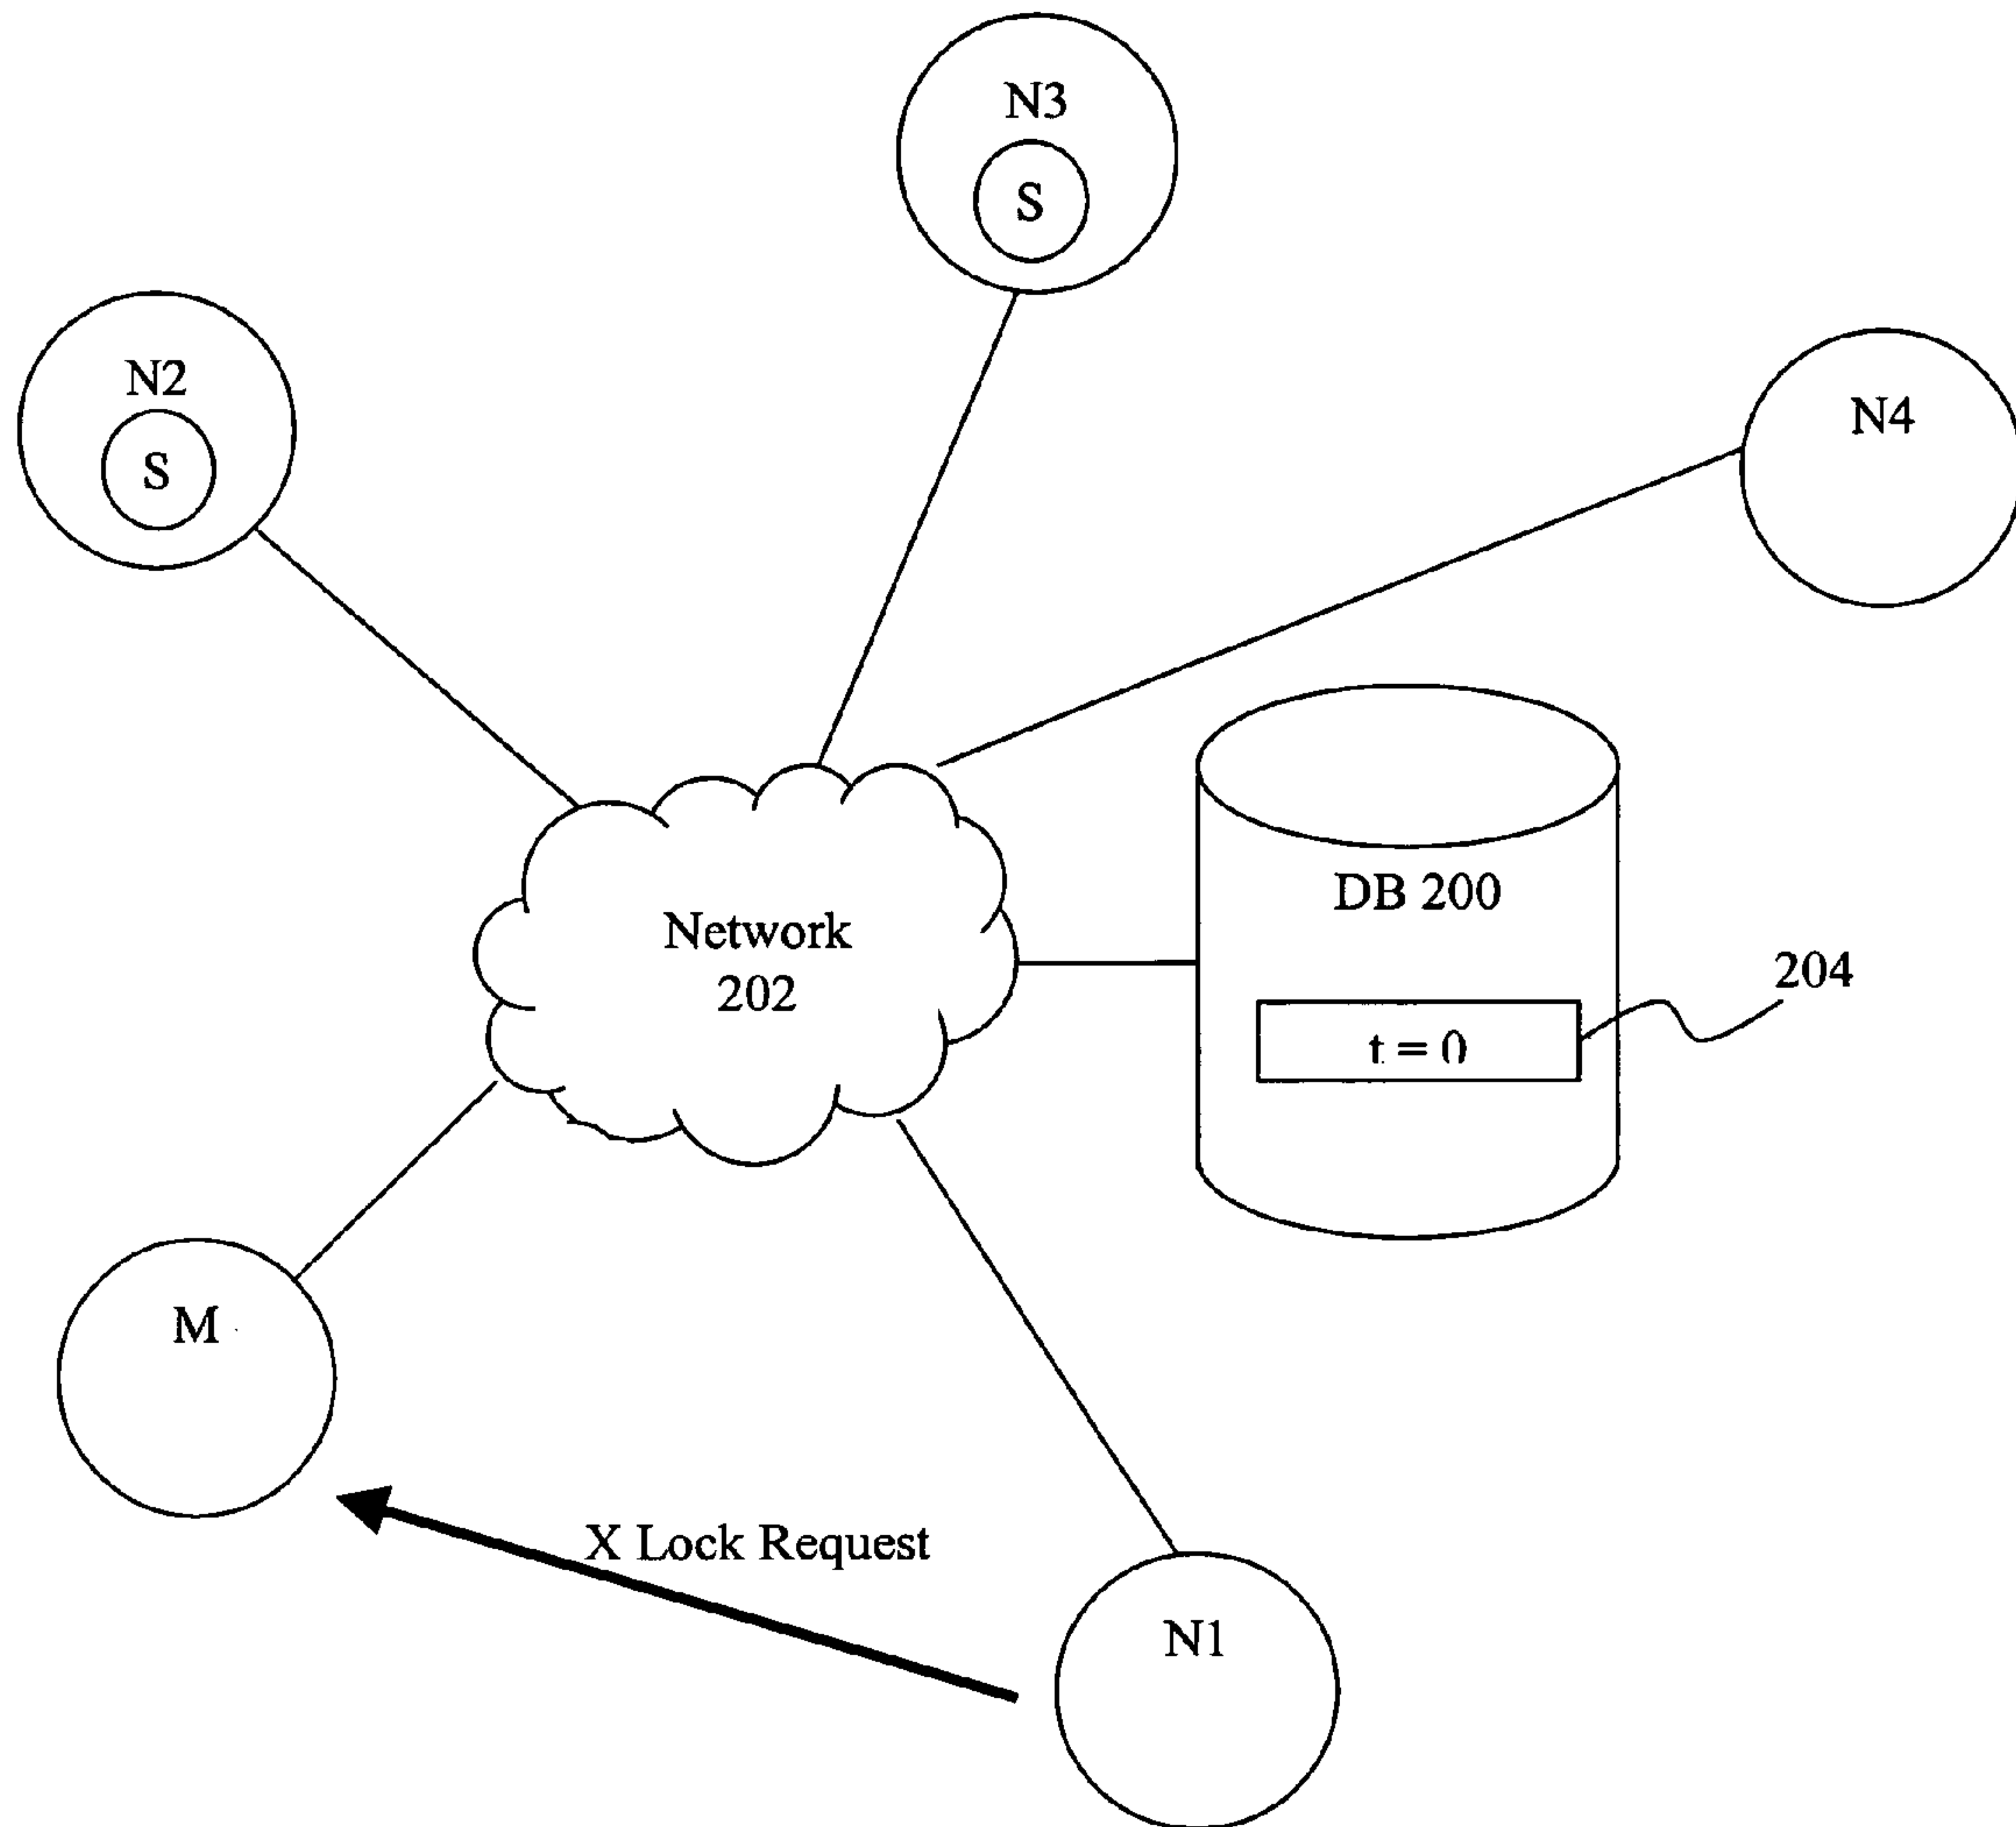 N3
S
N2
S
N4
DB 200
Network
202
204
t = 0
M
X Lock Request
N1